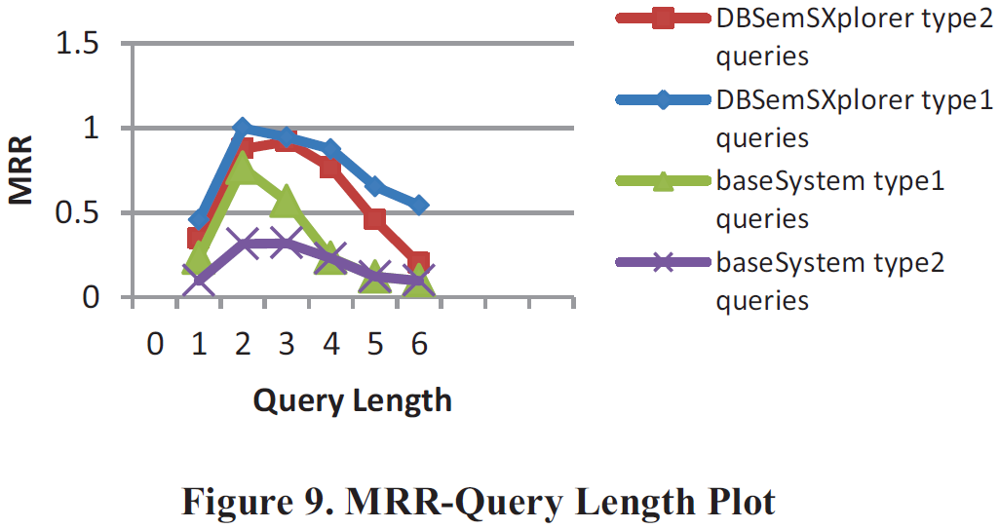 1.5
1
0.5
0
MRR
0 1 2 3 4 5 6
Query Length
DBSemSXplorer type2
queries
DBSemSXplorer type1
queries
baseSystem type1
queries
baseSystem type2
queries
Figure 9. MRR-Query Length Plot